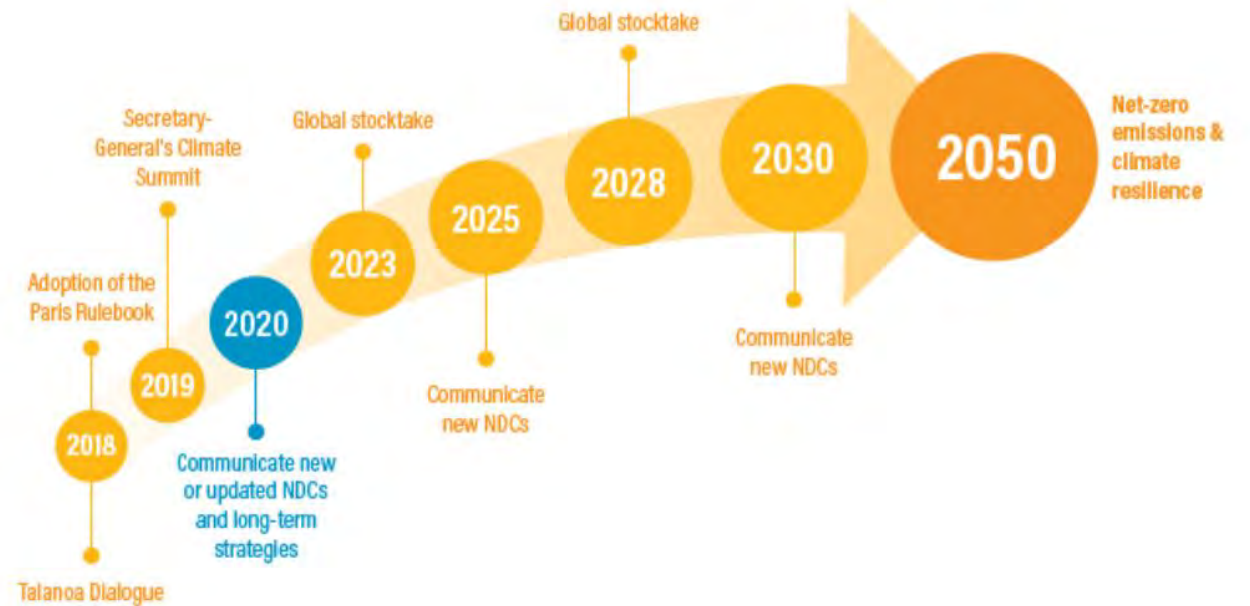 Global stocktake
Secretary-
General's Climate
Summit
Global stocktake
Net-zero
emissions &
climate
resilience
2050
2030
2028
2025
2023
Adoption of the
Paris Rulebook
2020
2019
2018
Communicate
new NDCs
Communicate
new NDCs
Communicate new
or updated NDCs
and long-term
strategies
Talanoa Dialogue